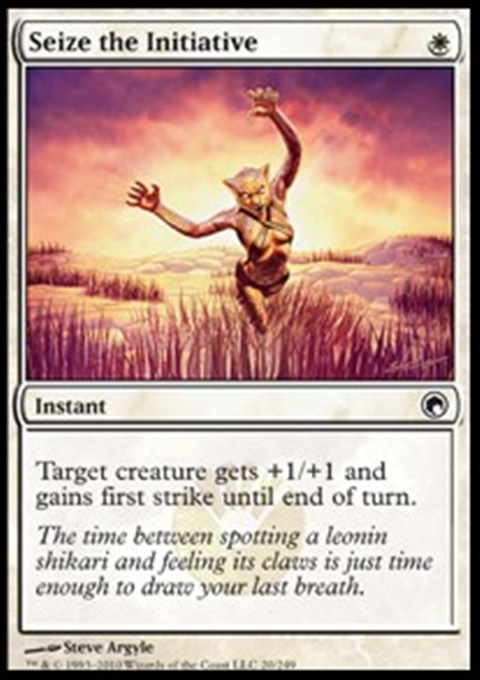 Seize the Initiative
Instant
Target creature gets +1/+1 and
gains first strike until end of turn.
The time between spotting a leonin
shikari and feeling its claws is just time
enough to draw your last breath.
Steve Argyle
™ & © 1993–2010 Wizards of the Coast LLC 20/249